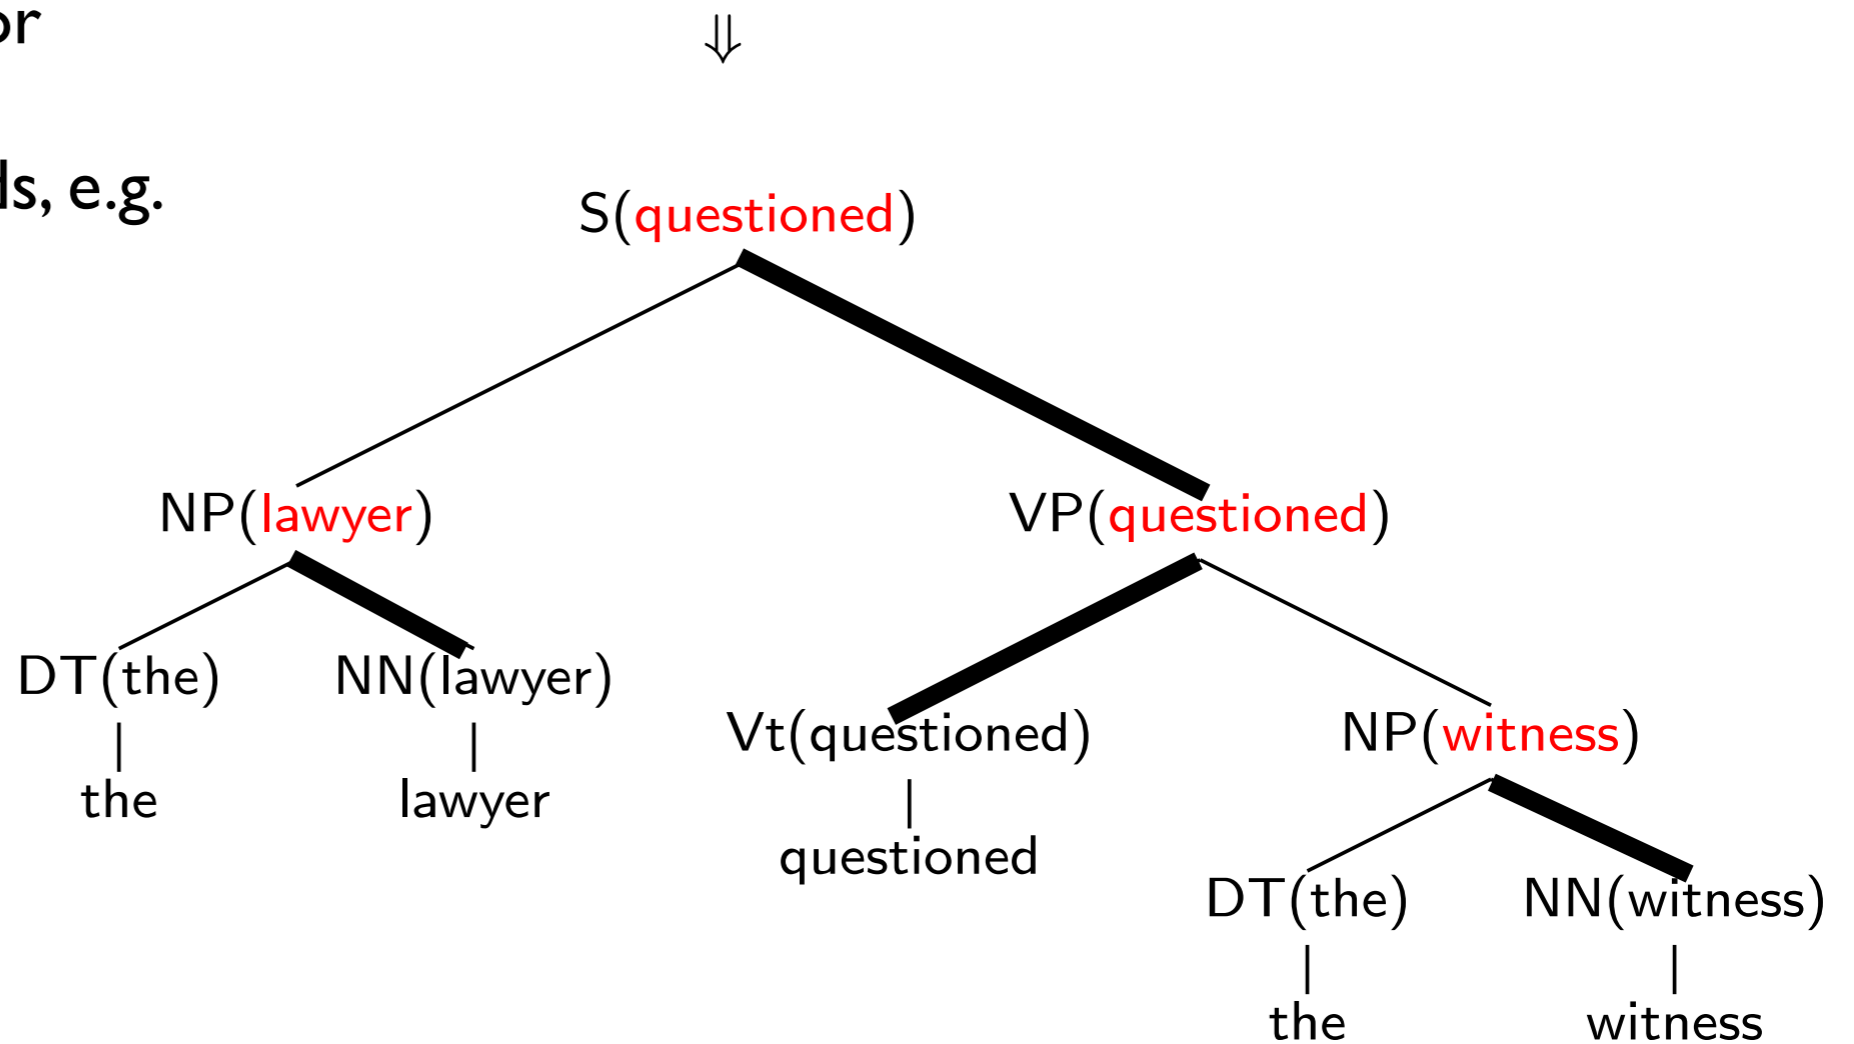 or
⇓
ds, e.g.
S(questioned)
NP(lawyer) VP(questioned)
DT(the) NN(lawyer)
Vt(questioned) NP(witness)
the lawyer
questioned
DT(the) NN(witness)
the witness